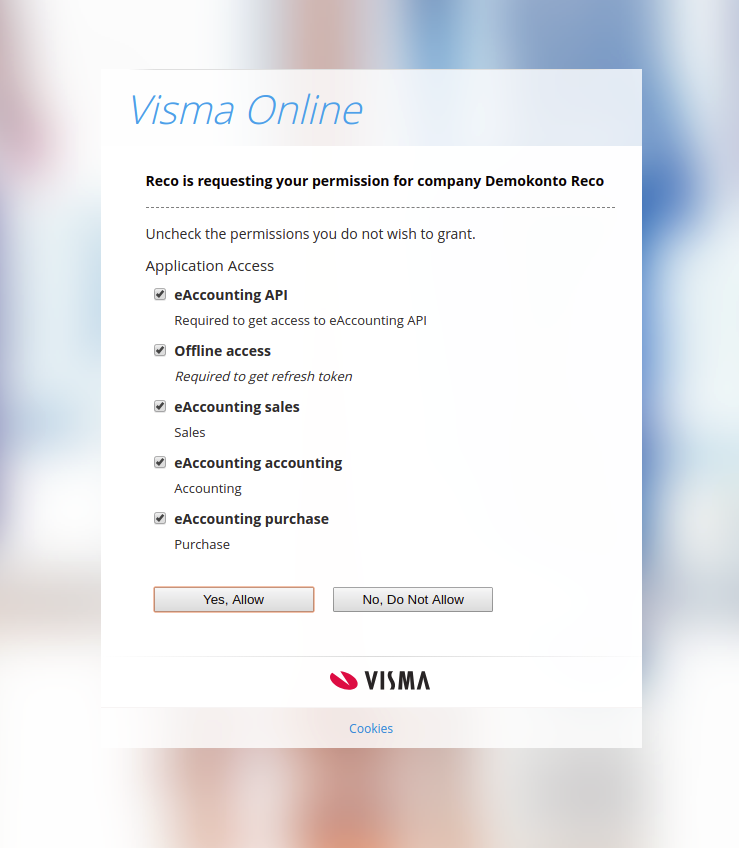 Visma Online
Reco is requesting your permission for company Demokonto Reco
Uncheck the permissions you do not wish to grant.
Application Access
eAccounting API
Required to get access to eAccounting API
Offline access
Required to get refresh token
eAccounting sales
Sales
eAccounting accounting
Accounting
eAccounting purchase
Purchase
Yes, Allow
No, Do Not Allow
VISMA
Cookies